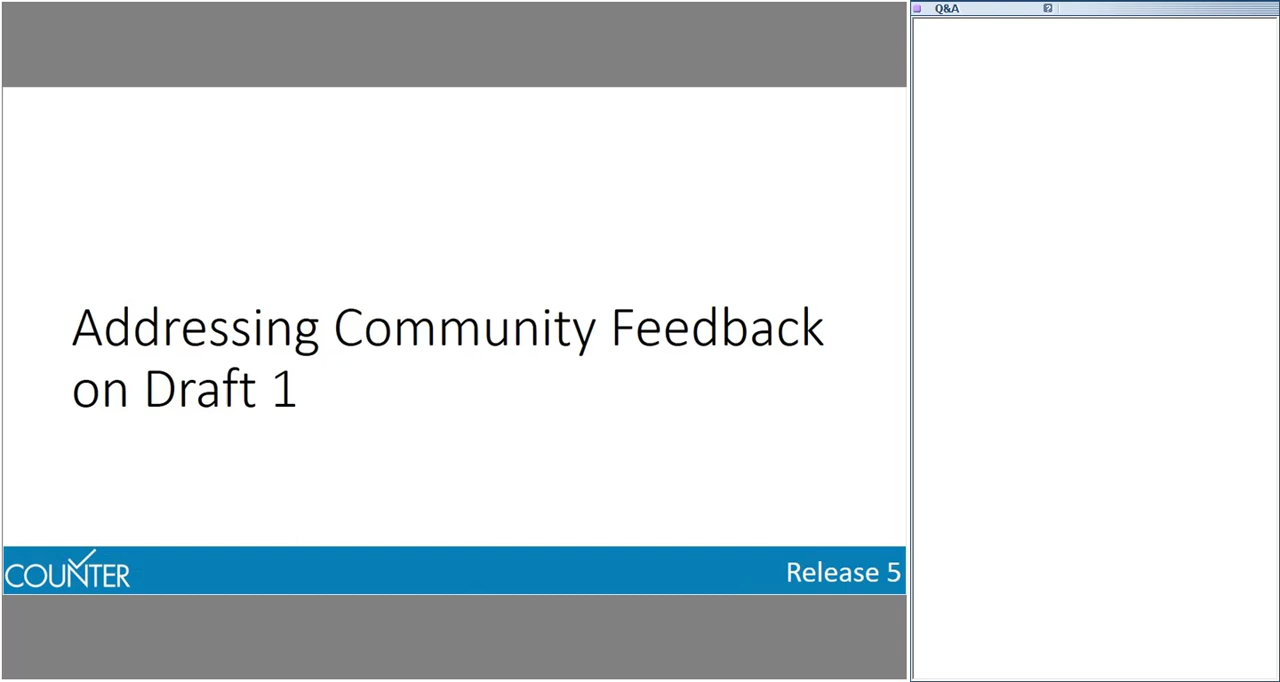 Q&A
Addressing Community Feedback
on Draft 1
COUNTER
Release 5